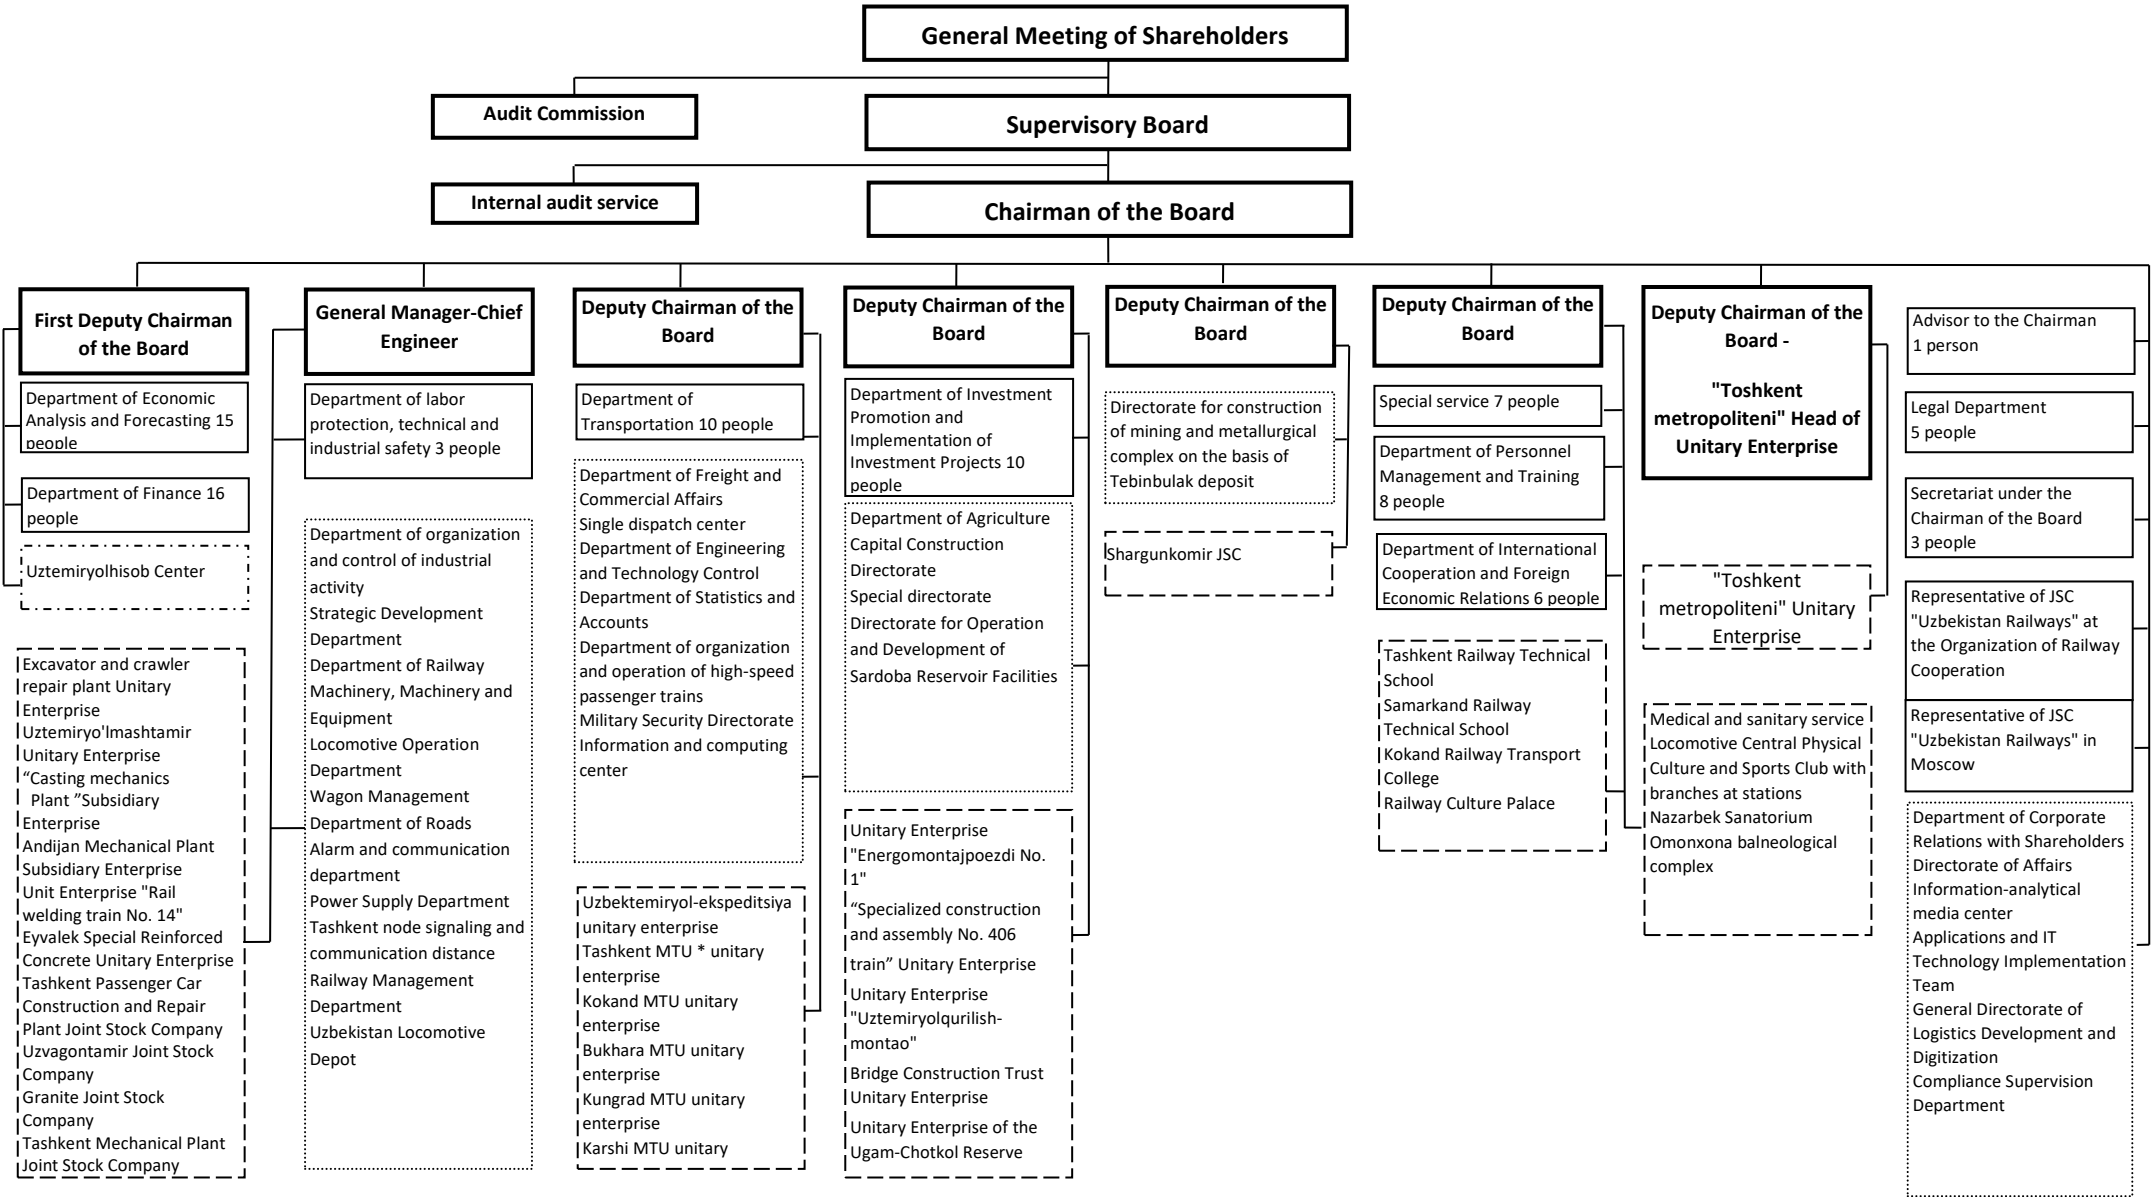 General Meeting of Shareholders
Audit Commission
Supervisory Board
Internal audit service
Chairman of the Board
First Deputy Chairman
of the Board
Department of Economic
Analysis and Forecasting 15
people
Department of Finance 16
people
Uztemiryolhisob Center
Excavator and crawler
repair plant Unitary
Enterprise
Uztemiryo'lmashtamir
Unitary Enterprise
“Casting mechanics
Plant ”Subsidiary
Enterprise
Andijan Mechanical Plant
Subsidiary Enterprise
Unit Enterprise "Rail
welding train No. 14"
Eyvalek Special Reinforced
Concrete Unitary Enterprise
Tashkent Passenger Car
Construction and Repair
Plant Joint Stock Company
Uzvagontamir Joint Stock
Company
Granite Joint Stock
Company
Tashkent Mechanical Plant
Joint Stock Company
General Manager-Chief
Engineer
Department of labor
protection, technical and
industrial safety 3 people
Department of organization
and control of industrial
activity
Strategic Development
Department
Department of Railway
Machinery, Machinery and
Equipment
Locomotive Operation
Department
Wagon Management
Department of Roads
Alarm and communication
department
Power Supply Department
Tashkent node signaling and
communication distance
Railway Management
Department
Uzbekistan Locomotive
Depot
Deputy Chairman of the
Board
Department of
Transportation 10 people
Department of Freight and
Commercial Affairs
Single dispatch center
Department of Engineering
and Technology Control
Department of Statistics and
Accounts
Department of organization
and operation of high-speed
passenger trains
Military Security Directorate
Information and computing
center
Uzbektemiryol-ekspeditsiya
unitary enterprise
Tashkent MTU * unitary
enterprise
Kokand MTU unitary
enterprise
Bukhara MTU unitary
enterprise
Kungrad MTU unitary
enterprise
Karshi MTU unitary
Deputy Chairman of the
Board
Department of Investment
Promotion and
Implementation of
Investment Projects 10
people
Department of Agriculture
Capital Construction
Directorate
Special directorate
Directorate for Operation
and Development of
Sardoba Reservoir Facilities
Unitary Enterprise
"Energomontajpoezdi No.
1"
“Specialized construction
and assembly No. 406
train” Unitary Enterprise
Unitary Enterprise
"Uztemiryolqurilish-
montao"
Bridge Construction Trust
Unitary Enterprise
Unitary Enterprise of the
Ugam-Chotkol Reserve
Deputy Chairman of the
Board
Directorate for construction
of mining and metallurgical
complex on the basis of
Tebinbulak deposit
Shargunkomir JSC
Deputy Chairman of the
Board
Special service 7 people
Department of Personnel
Management and Training
8 people
Department of International
Cooperation and Foreign
Economic Relations 6 people
Tashkent Railway Technical
School
Samarkand Railway
Technical School
Kokand Railway Transport
College
Railway Culture Palace
Deputy Chairman of the
Board -
"Toshkent
metropoliteni" Head of
Unitary Enterprise
"Toshkent
metropoliteni" Unitary
Enterprise
Medical and sanitary service
Locomotive Central Physical
Culture and Sports Club with
branches at stations
Nazarbek Sanatorium
Omonxona balneological
complex
Advisor to the Chairman
1 person
Legal Department
5 people
Secretariat under the
Chairman of the Board
3 people
Representative of JSC
"Uzbekistan Railways" at
the Organization of Railway
Cooperation
Representative of JSC
"Uzbekistan Railways" in
Moscow
Department of Corporate
Relations with Shareholders
Directorate of Affairs
Information-analytical
media center
Applications and IT
Technology Implementation
Team
General Directorate of
Logistics Development and
Digitization
Compliance Supervision
Department